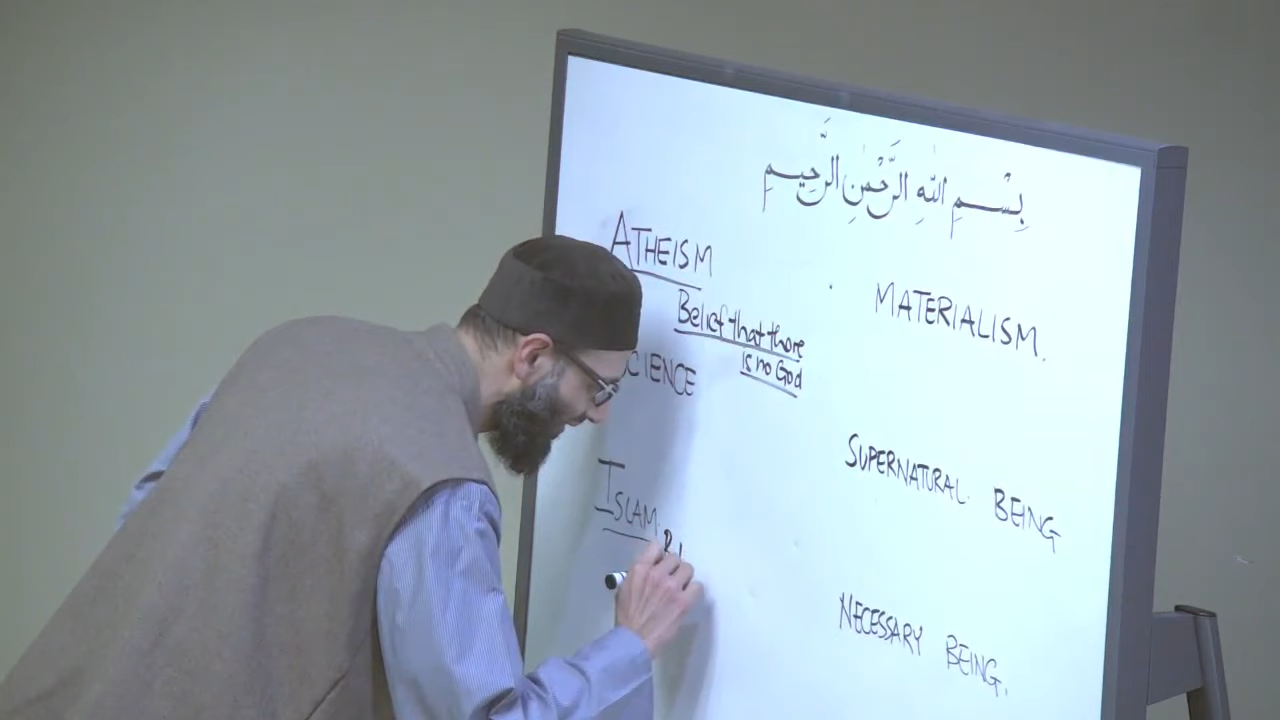 بِسْمِ اللهِ الرَّحْمٰنِ الرَّحِيمِ
ATHEISM
Belief that there
is no God
MATERIALISM.
CIENCE
SUPERNATURAL BEING
ISLAM.
NECESSARY BEING.